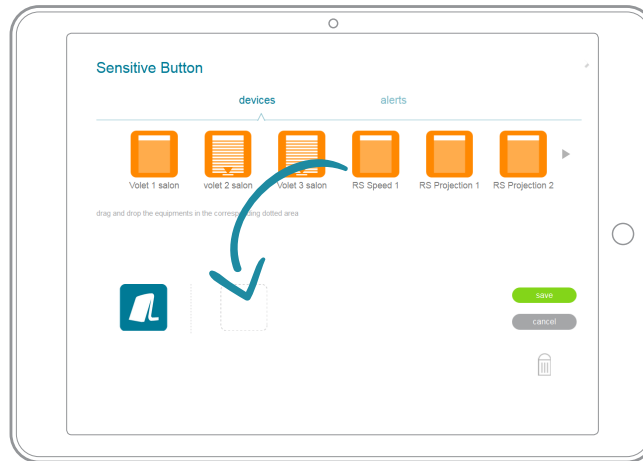 Sensitive Button
devices alerts
Volet 1 salon volet 2 salon Volet 3 salon RS Speed 1 RS Projection 1 RS Projection 2
drag and drop the equipments in the corresponding dotted area
save
cancel